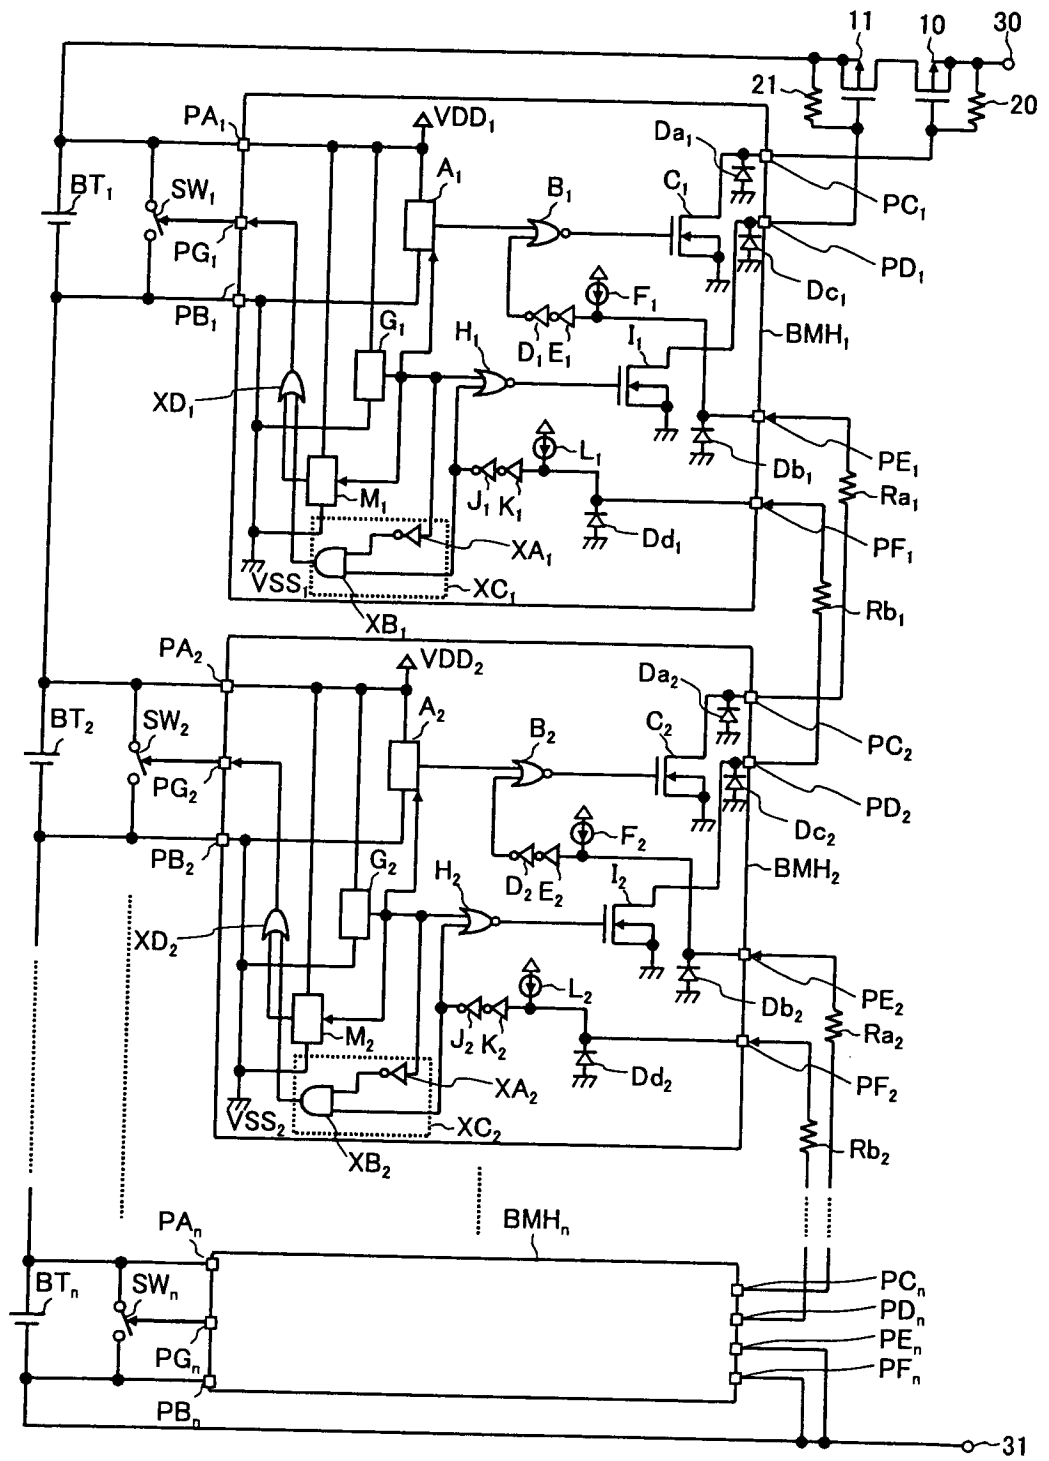 11 10 30
21 20
PA₁ VDD₁
Da₁
A₁ C₁
BT₁ SW₁ B₁ PC₁
PG₁ PD₁
F₁ Dc₁
PB₁ G₁ D₁ E₁ BMH₁
H₁ I₁
XD₁
L₁ Db₁ PE₁
M₁ J₁ K₁ Ra₁
Dd₁
XA₁ PF₁
VSS₁ XC₁
XB₁ Rb₁
PA₂ VDD₂
Da₂
BT₂ SW₂ A₂ B₂ C₂
PC₂
PG₂ PD₂
F₂ Dc₂
PB₂ G₂ D₂ E₂ BMH₂
H₂ I₂
XD₂
L₂ Db₂ PE₂
M₂ J₂ K₂ Ra₂
Dd₂
XA₂ PF₂
VSS₂ XC₂
XB₂ Rb₂
PAₙ BMHₙ
BTₙ SWₙ PCₙ
PDₙ
PGₙ PEₙ
PFₙ
PBₙ
31